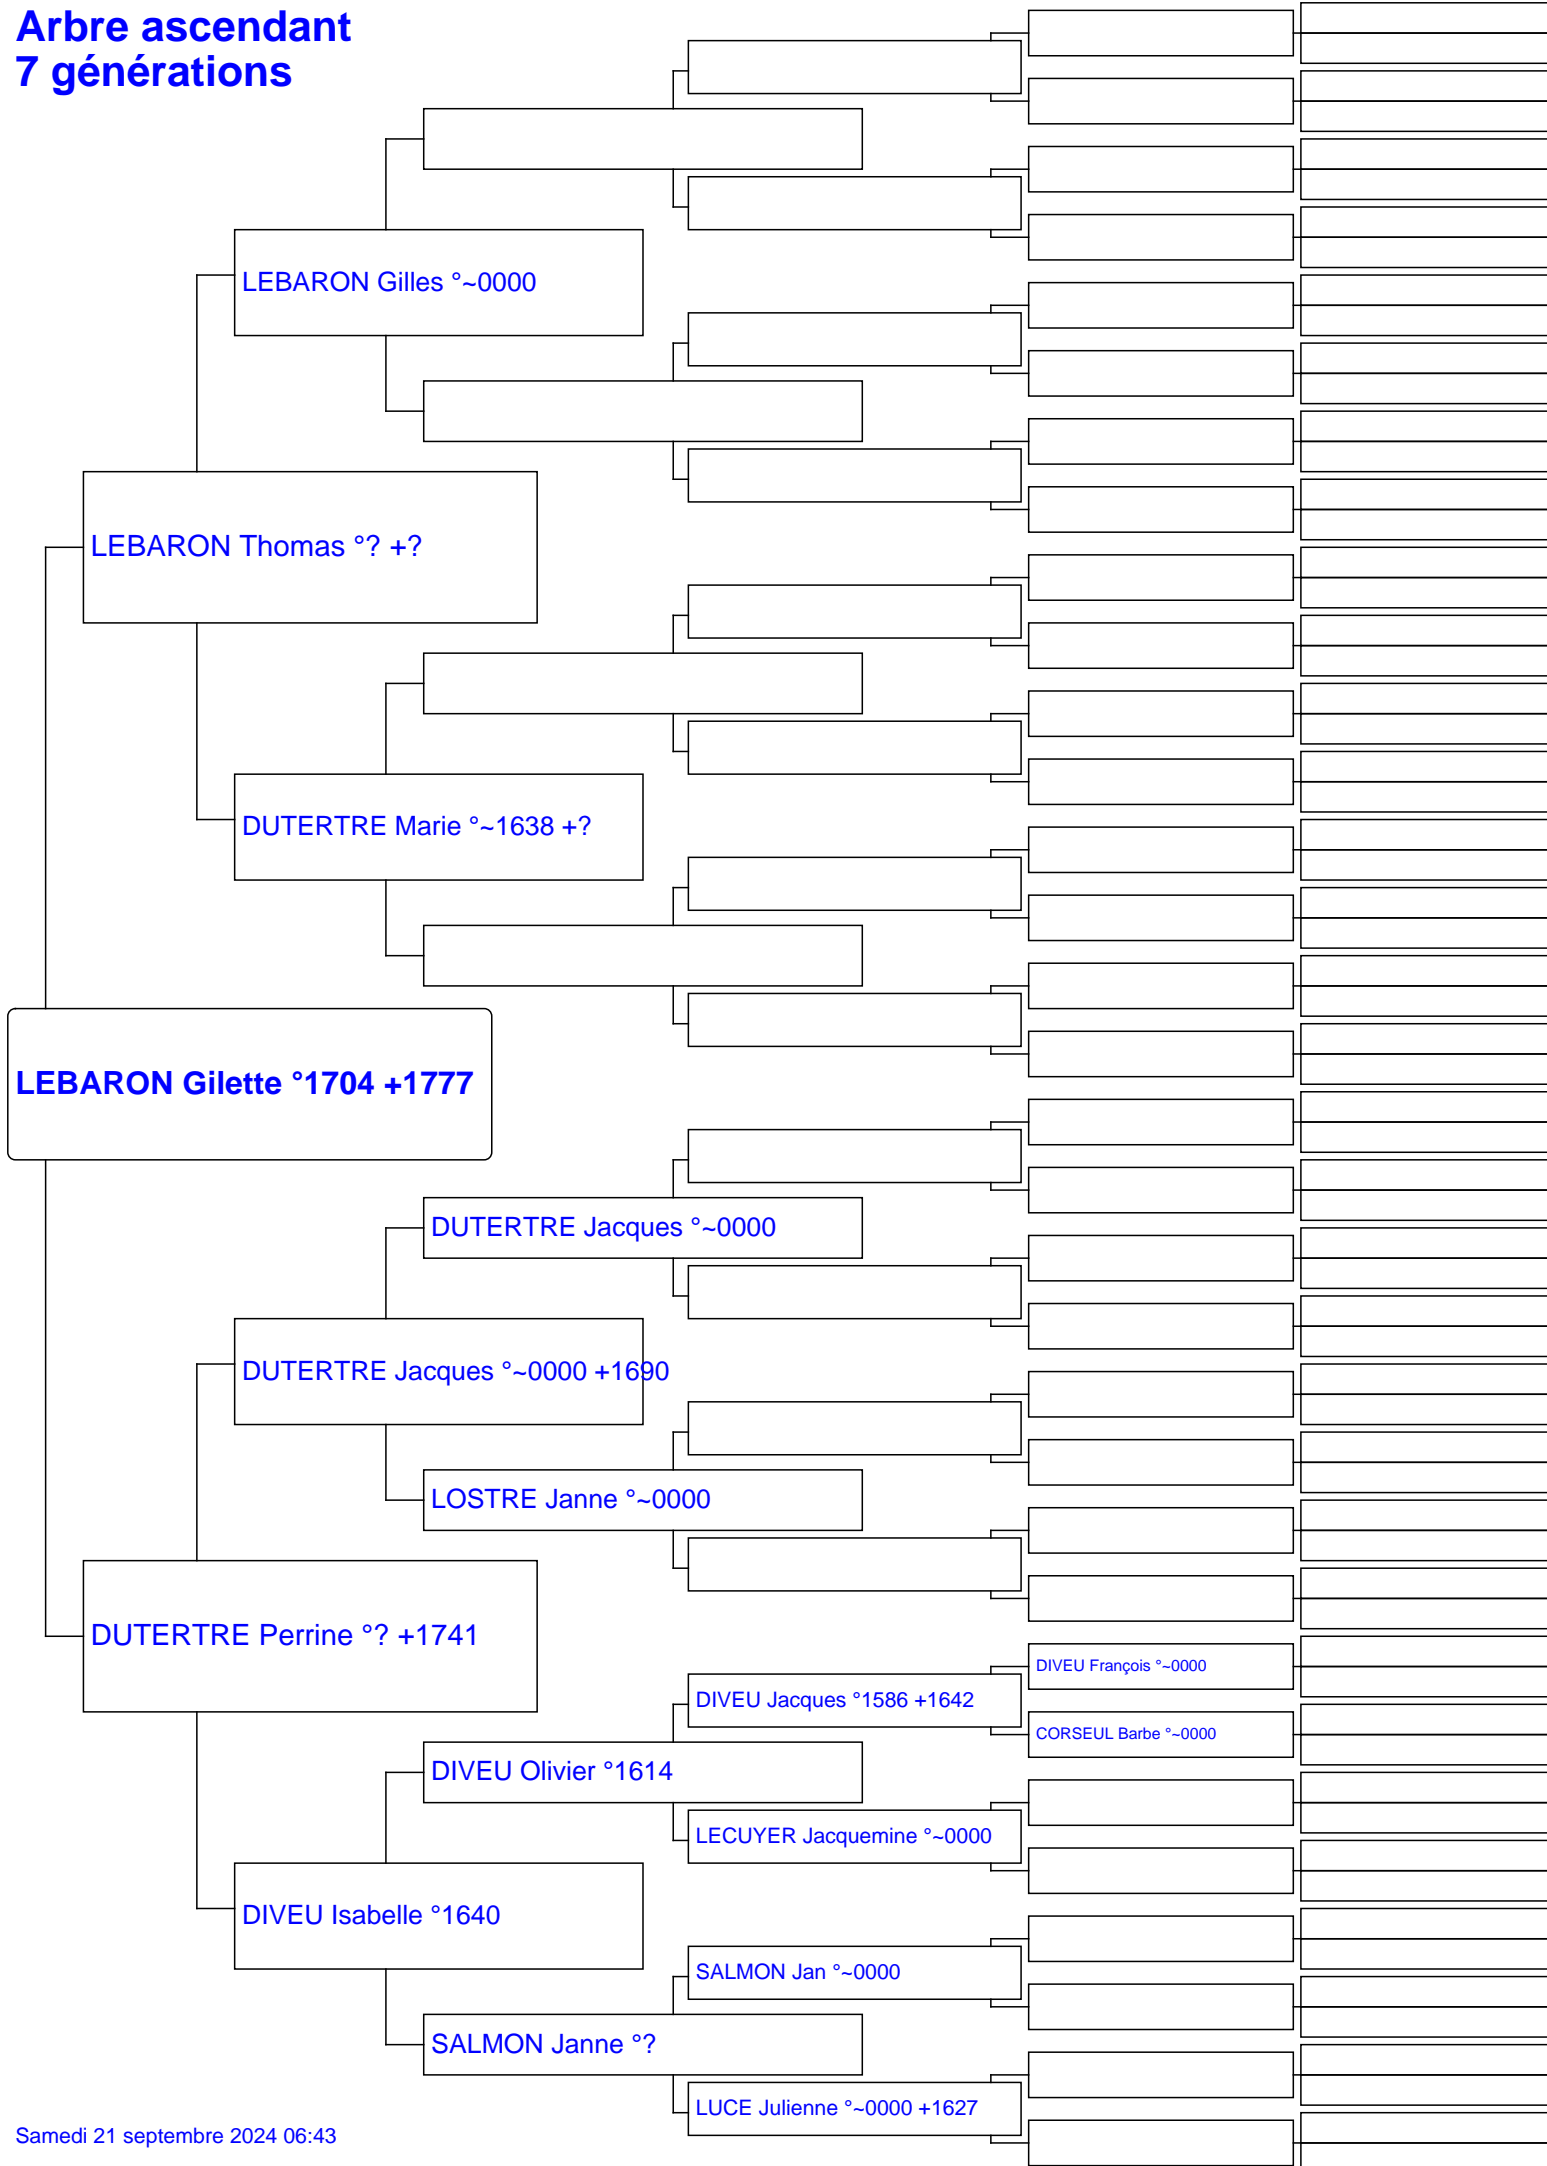 Arbre ascendant
7 générations
LEBARON Gilles °~0000
LEBARON Thomas °? +?
DUTERTRE Marie °~1638 +?
LEBARON Gilette °1704 +1777
DUTERTRE Jacques °~0000
DUTERTRE Jacques °~0000 +1690
LOSTRE Janne °~0000
DUTERTRE Perrine °? +1741
DIVEU François °~0000
DIVEU Jacques °1586 +1642
CORSEUL Barbe °~0000
DIVEU Olivier °1614
LECUYER Jacquemine °~0000
DIVEU Isabelle °1640
SALMON Jan °~0000
SALMON Janne °?
LUCE Julienne °~0000 +1627
Samedi 21 septembre 2024 06:43